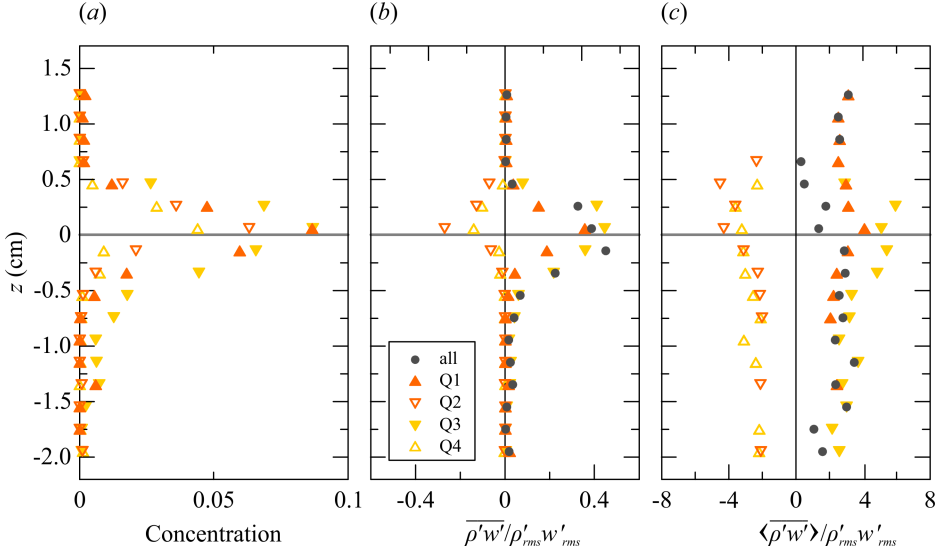 (a)
(b)
(c)
1.5
1.0
0.5
0
-0.5
-1.0
-1.5
-2.0
z (cm)
all
Q1
Q2
Q3
Q4
0
0.05
0.1
-0.4
0
0.4
-8
-4
0
4
8
Concentration
ρ′w′/ρ′rms w′rms
⟨ρ′w′⟩/ρ′rms w′rms